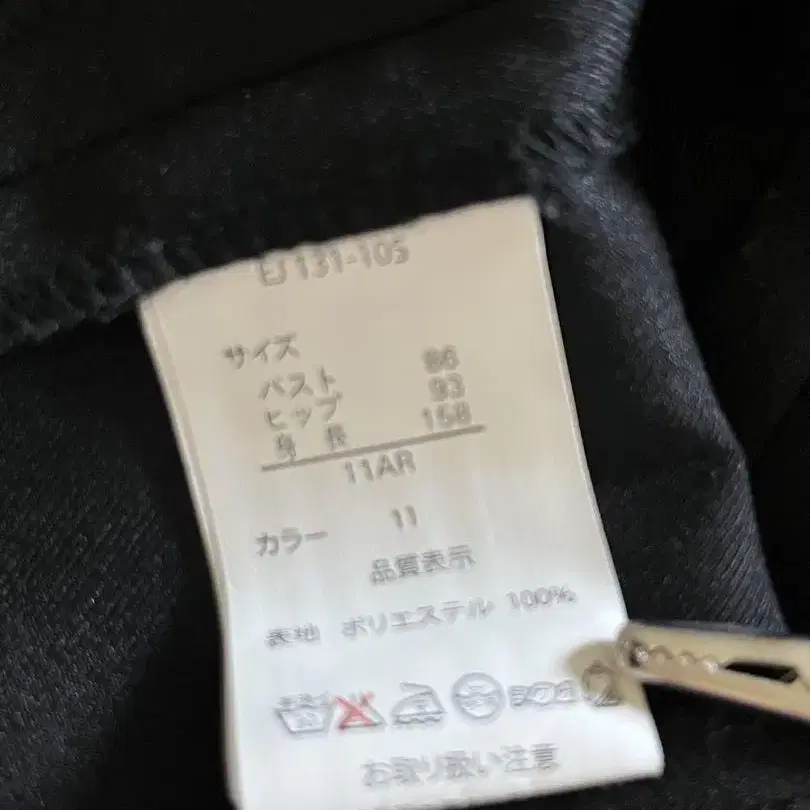 EJ 131-105
サイズ
バスト 86
ヒップ 93
身長 158
11AR
カラー 11
品質表示
表地 ポリエステル 100%
お取り扱い注意